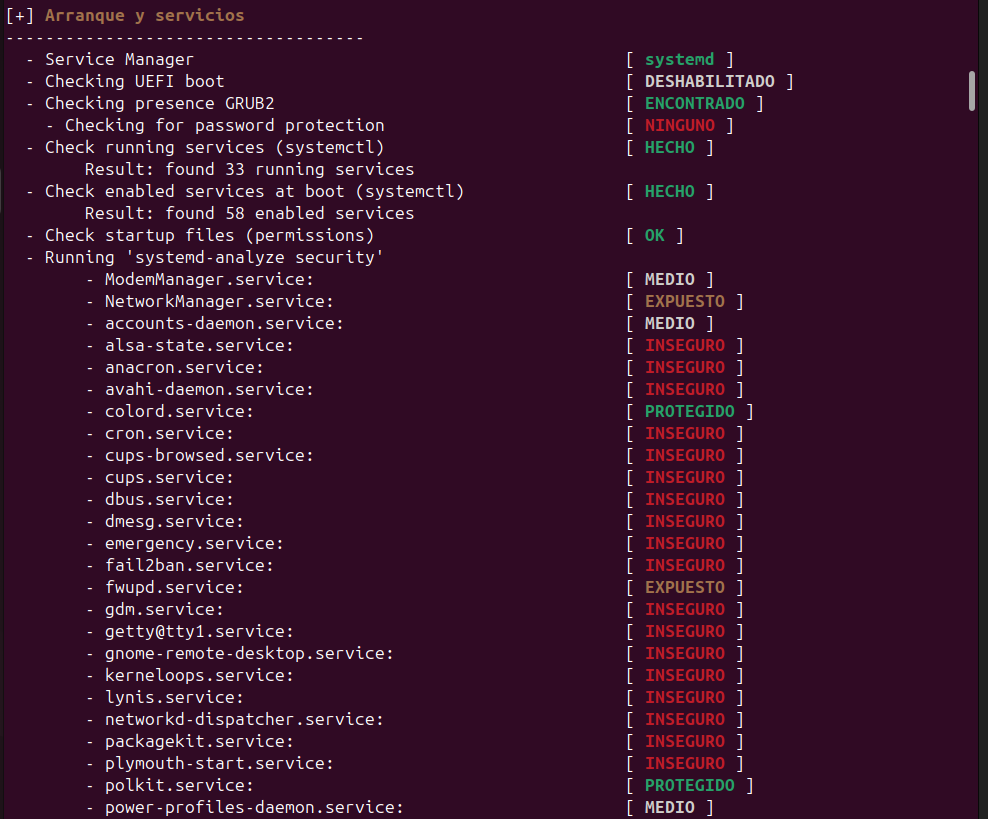 [+] Arranque y servicios
------------------------------------
- Service Manager [ systemd ]
- Checking UEFI boot [ DESHABILITADO ]
- Checking presence GRUB2 [ ENCONTRADO ]
- Checking for password protection [ NINGUNO ]
- Check running services (systemctl) [ HECHO ]
Result: found 33 running services
- Check enabled services at boot (systemctl) [ HECHO ]
Result: found 58 enabled services
- Check startup files (permissions) [ OK ]
- Running 'systemd-analyze security'
- ModemManager.service: [ MEDIO ]
- NetworkManager.service: [ EXPUESTO ]
- accounts-daemon.service: [ MEDIO ]
- alsa-state.service: [ INSEGURO ]
- anacron.service: [ INSEGURO ]
- avahi-daemon.service: [ INSEGURO ]
- colord.service: [ PROTEGIDO ]
- cron.service: [ INSEGURO ]
- cups-browsed.service: [ INSEGURO ]
- cups.service: [ INSEGURO ]
- dbus.service: [ INSEGURO ]
- dmesg.service: [ INSEGURO ]
- emergency.service: [ INSEGURO ]
- fail2ban.service: [ INSEGURO ]
- fwupd.service: [ EXPUESTO ]
- gdm.service: [ INSEGURO ]
- getty@tty1.service: [ INSEGURO ]
- gnome-remote-desktop.service: [ INSEGURO ]
- kerneloops.service: [ INSEGURO ]
- lynis.service: [ INSEGURO ]
- networkd-dispatcher.service: [ INSEGURO ]
- packagekit.service: [ INSEGURO ]
- plymouth-start.service: [ INSEGURO ]
- polkit.service: [ PROTEGIDO ]
- power-profiles-daemon.service: [ MEDIO ]